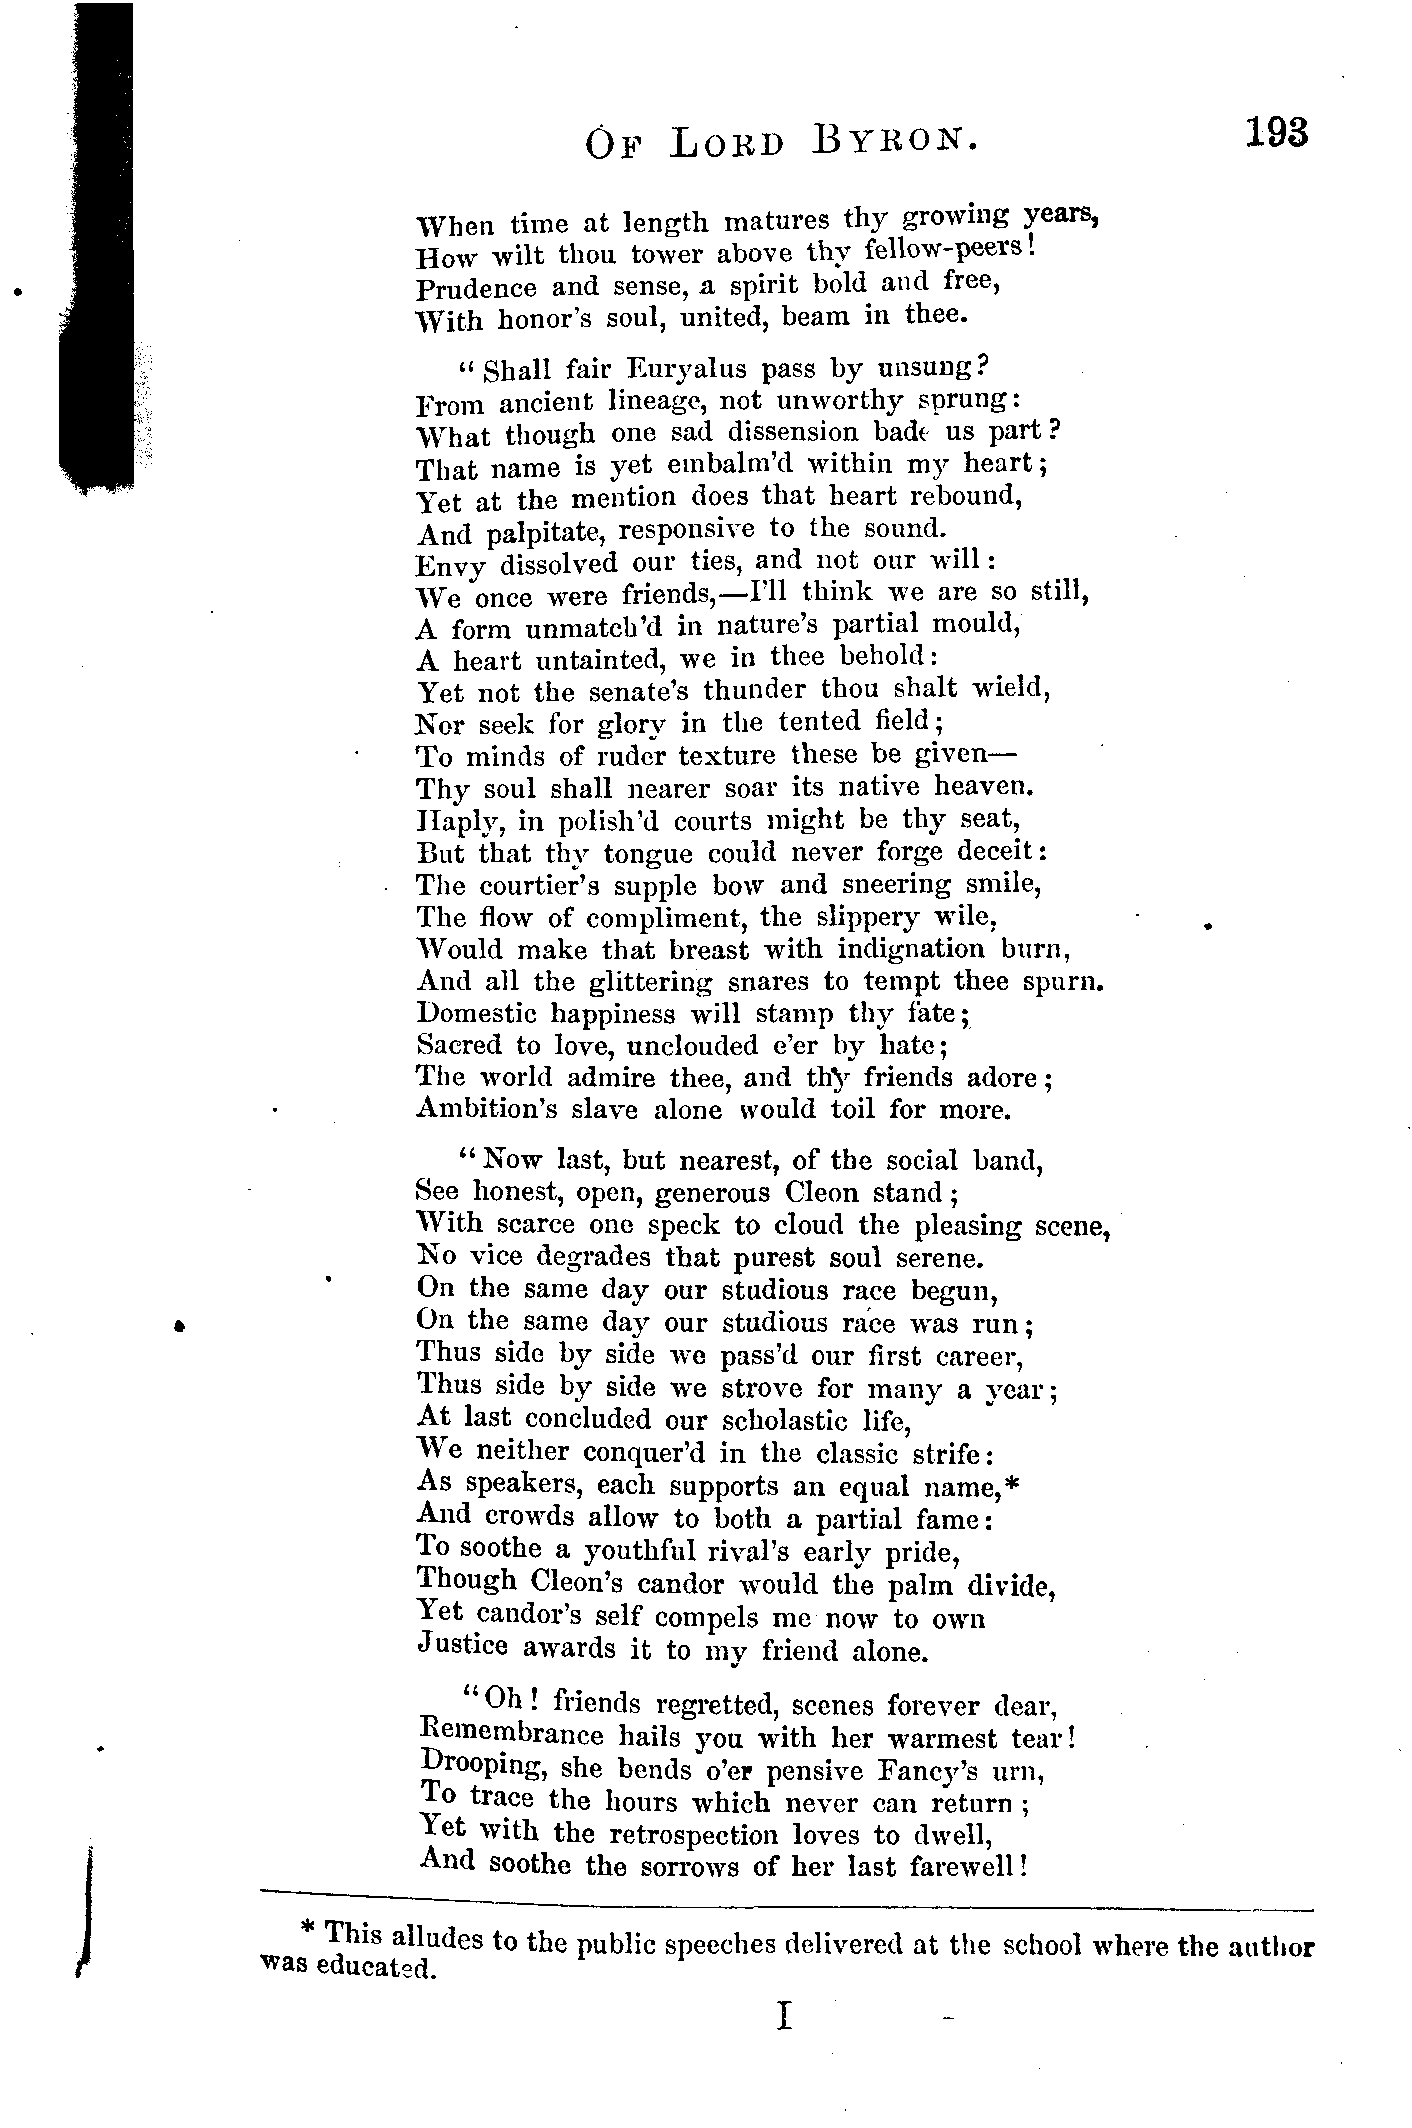 OF LORD BYRON. 193
When time at length matures thy growing years,
How wilt thou tower above thy fellow-peers!
Prudence and sense, a spirit bold and free,
With honor's soul, united, beam in thee.
“Shall fair Euryalus pass by unsung?
From ancient lineage, not unworthy sprung:
What though one sad dissension bade us part?
That name is yet embalm'd within my heart;
Yet at the mention does that heart rebound,
And palpitate, responsive to the sound.
Envy dissolved our ties, and not our will:
We once were friends,—I'll think we are so still,
A form unmatch'd in nature's partial mould,
A heart untainted, we in thee behold:
Yet not the senate's thunder thou shalt wield,
Nor seek for glory in the tented field;
To minds of ruder texture these be given—
Thy soul shall nearer soar its native heaven.
Haply, in polish'd courts might be thy seat,
But that thy tongue could never forge deceit:
The courtier's supple bow and sneering smile,
The flow of compliment, the slippery wile,
Would make that breast with indignation burn,
And all the glittering snares to tempt thee spurn.
Domestic happiness will stamp thy fate;
Sacred to love, unclouded e'er by hate;
The world admire thee, and thy friends adore;
Ambition's slave alone would toil for more.
“Now last, but nearest, of the social band,
See honest, open, generous Cleon stand;
With scarce one speck to cloud the pleasing scene,
No vice degrades that purest soul serene.
On the same day our studious race begun,
On the same day our studious race was run;
Thus side by side we pass'd our first career,
Thus side by side we strove for many a year;
At last concluded our scholastic life,
We neither conquer'd in the classic strife:
As speakers, each supports an equal name,*
And crowds allow to both a partial fame:
To soothe a youthful rival's early pride,
Though Cleon's candor would the palm divide,
Yet candor's self compels me now to own
Justice awards it to my friend alone.
“Oh! friends regretted, scenes forever dear,
Remembrance hails you with her warmest tear!
Drooping, she bends o'er pensive Fancy's urn,
To trace the hours which never can return;
Yet with the retrospection loves to dwell,
And soothe the sorrows of her last farewell!
* This alludes to the public speeches delivered at the school where the author
was educated.
I